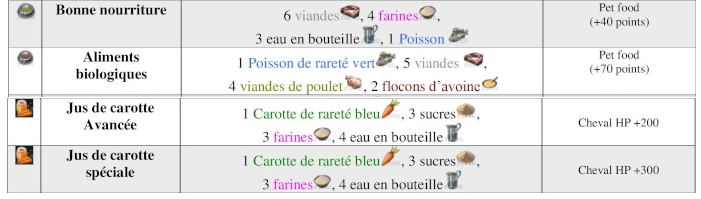 Bonne nourriture
6 viandes, 4 farines,
3 eau en bouteille, 1 Poisson
Pet food
(+40 points)
Aliments
biologiques
1 Poisson de rareté vert, 5 viandes,
4 viandes de poulet, 2 flocons d'avoine
Pet food
(+70 points)
Jus de carotte
Avancée
1 Carotte de rareté bleu, 3 sucres,
3 farines, 4 eau en bouteille
Cheval HP +200
Jus de carotte
spéciale
1 Carotte de rareté bleu, 3 sucres,
3 farines, 4 eau en bouteille
Cheval HP +300